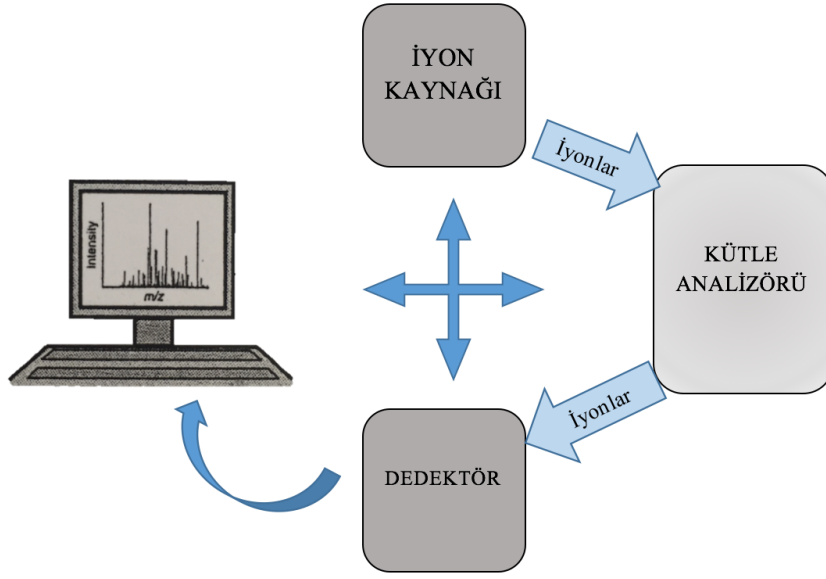 İYON
KAYNAĞI
İyonlar
KÜTLE
ANALİZÖRÜ
İyonlar
DEDEKTÖR
Intensity
m/z